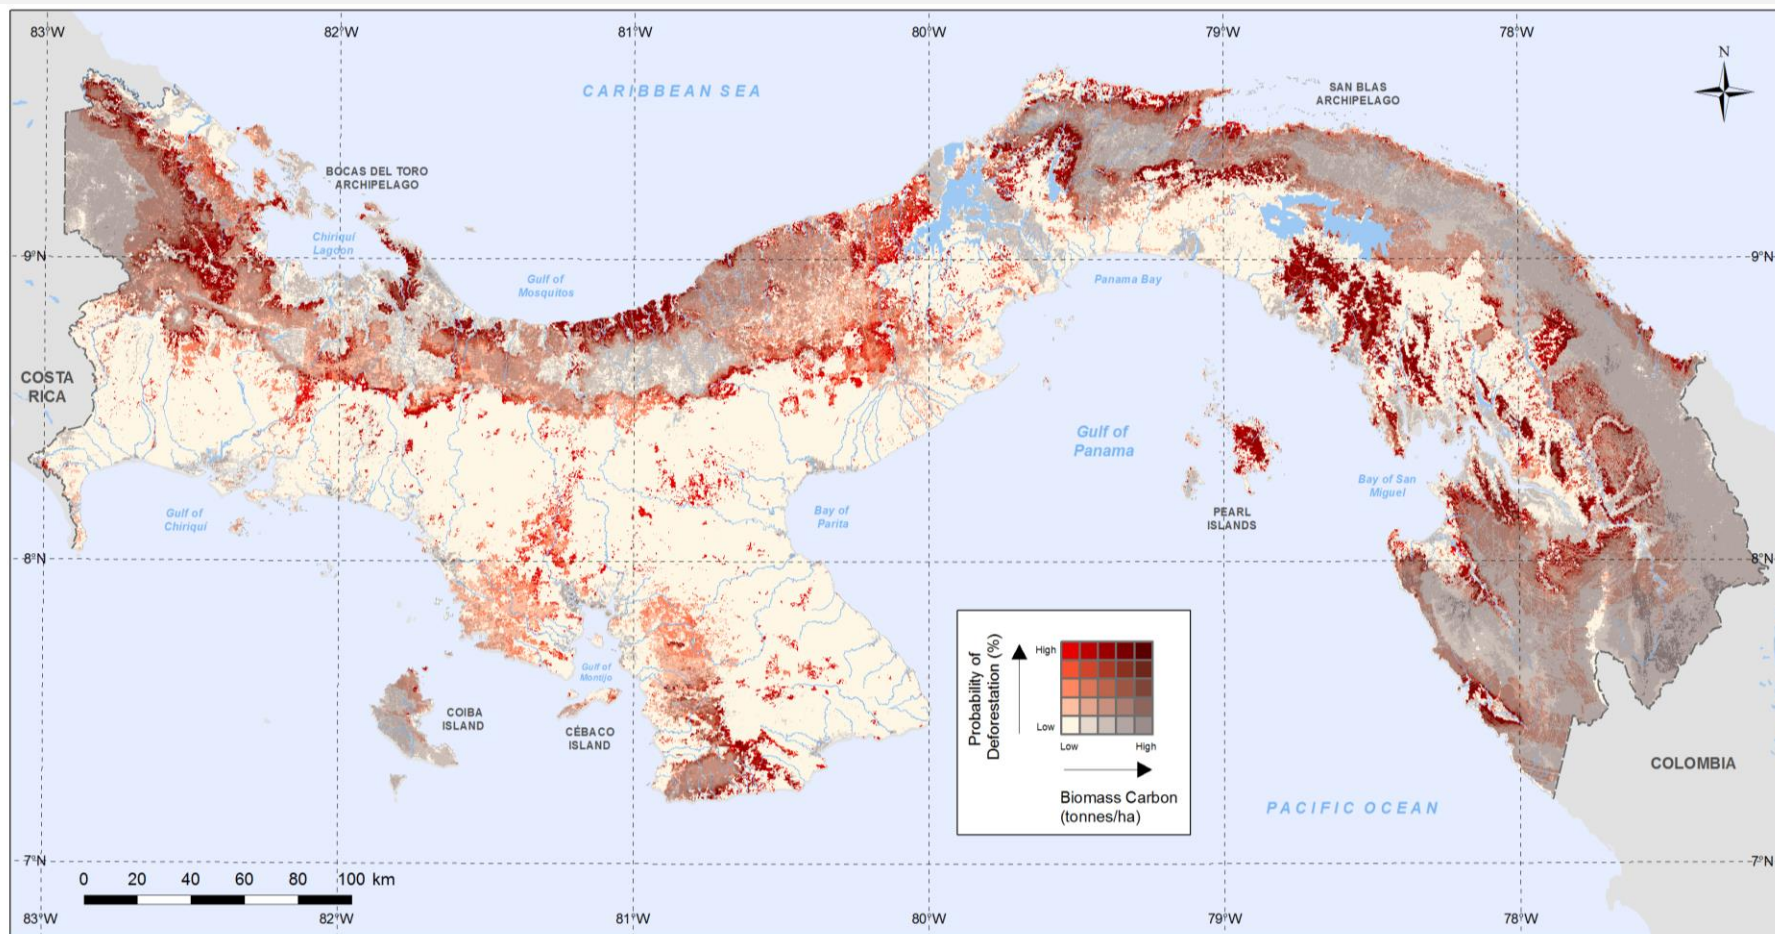 83°W
82°W
81°W
80°W
79°W
78°W
N
CARIBBEAN SEA
SAN BLAS
ARCHIPELAGO
BOCAS DEL TORO
ARCHIPELAGO
Chiriquí
Lagoon
9°N
9°N
Gulf of
Mosquitos
Panama Bay
COSTA
RICA
Gulf of
Panama
Bay of San
Miguel
Gulf of
Chiriquí
Bay of
Parita
PEARL
ISLANDS
8°N
8°N
Gulf of
Montijo
COIBA
ISLAND
CÉBACO
ISLAND
Probability of
Deforestation (%)
High
Low
Low
High
Biomass Carbon
(tonnes/ha)
COLOMBIA
PACIFIC OCEAN
7°N
7°N
0 20 40 60 80 100 km
83°W
82°W
81°W
80°W
79°W
78°W